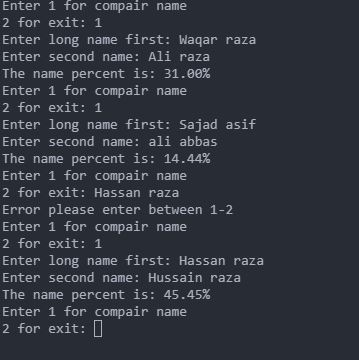 Enter 1 for compair name
2 for exit: 1
Enter long name first: Waqar raza
Enter second name: Ali raza
The name percent is: 31.00%
Enter 1 for compair name
2 for exit: 1
Enter long name first: Sajad asif
Enter second name: ali abbas
The name percent is: 14.44%
Enter 1 for compair name
2 for exit: Hassan raza
Error please enter between 1-2
Enter 1 for compair name
2 for exit: 1
Enter long name first: Hassan raza
Enter second name: Hussain raza
The name percent is: 45.45%
Enter 1 for compair name
2 for exit: